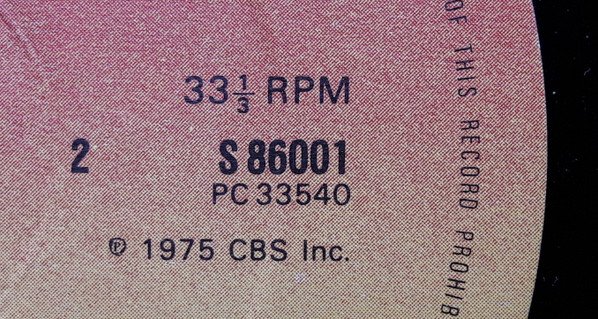 33⅓ RPM
2 S 86001
PC 33540
℗ 1975 CBS Inc.
OF THIS RECORD PROHIB